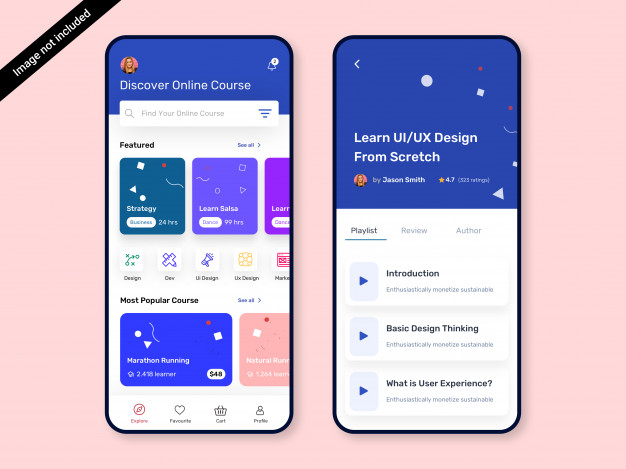 Image not included
2
Discover Online Course
Find Your Online Course
Featured
See all >
Strategy
Business 24 hrs
Learn Salsa
Dance 99 hrs
Learn
Dance
Design
Dev
UI Design
Ux Design
Marke
Most Popular Course
See all >
Marathon Running
2.418 learner
$48
Natural Runn
1.264 learner
Explore
Favourite
Cart
Profile
Learn UI/UX Design
From Scratch
by Jason Smith
4.7 (323 ratings)
Playlist
Review
Author
Introduction
Enthusiastically monetize sustainable
Basic Design Thinking
Enthusiastically monetize sustainable
What is User Experience?
Enthusiastically monetize sustainable